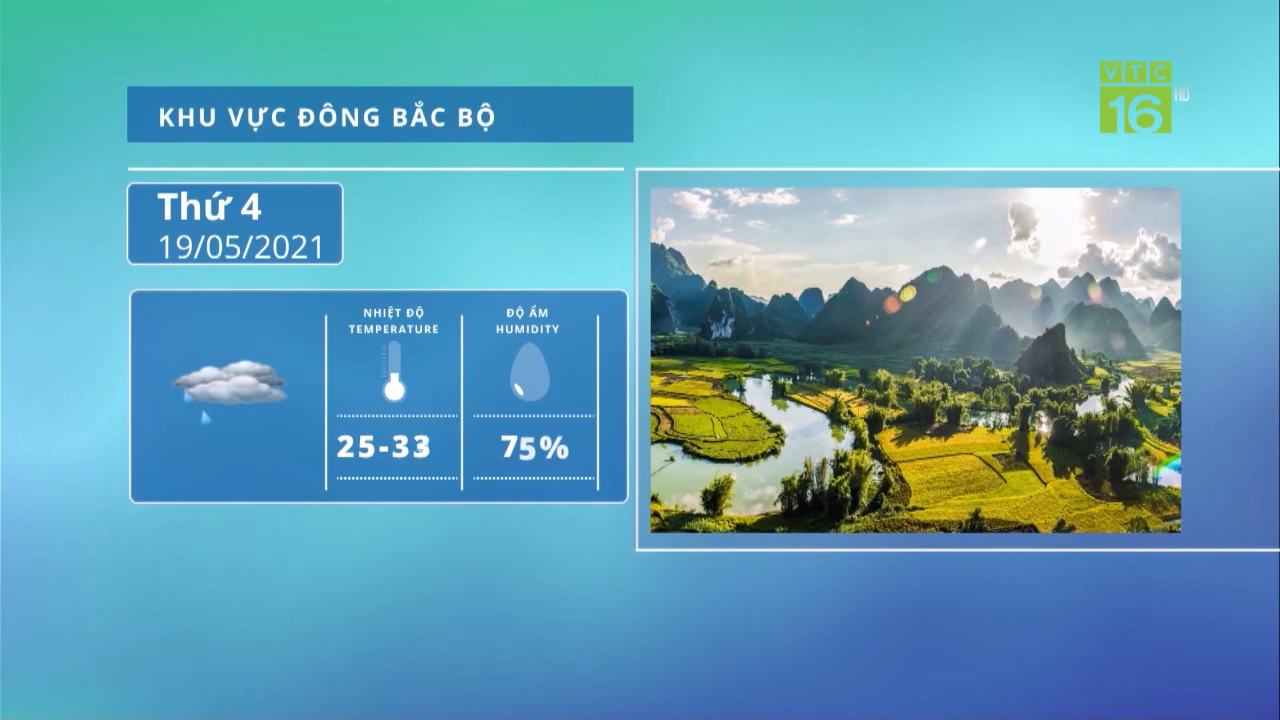 KHU VỰC ĐÔNG BẮC BỘ
VTC
16 HD
Thứ 4
19/05/2021
NHIỆT ĐỘ
TEMPERATURE
ĐỘ ẨM
HUMIDITY
25-33
75%